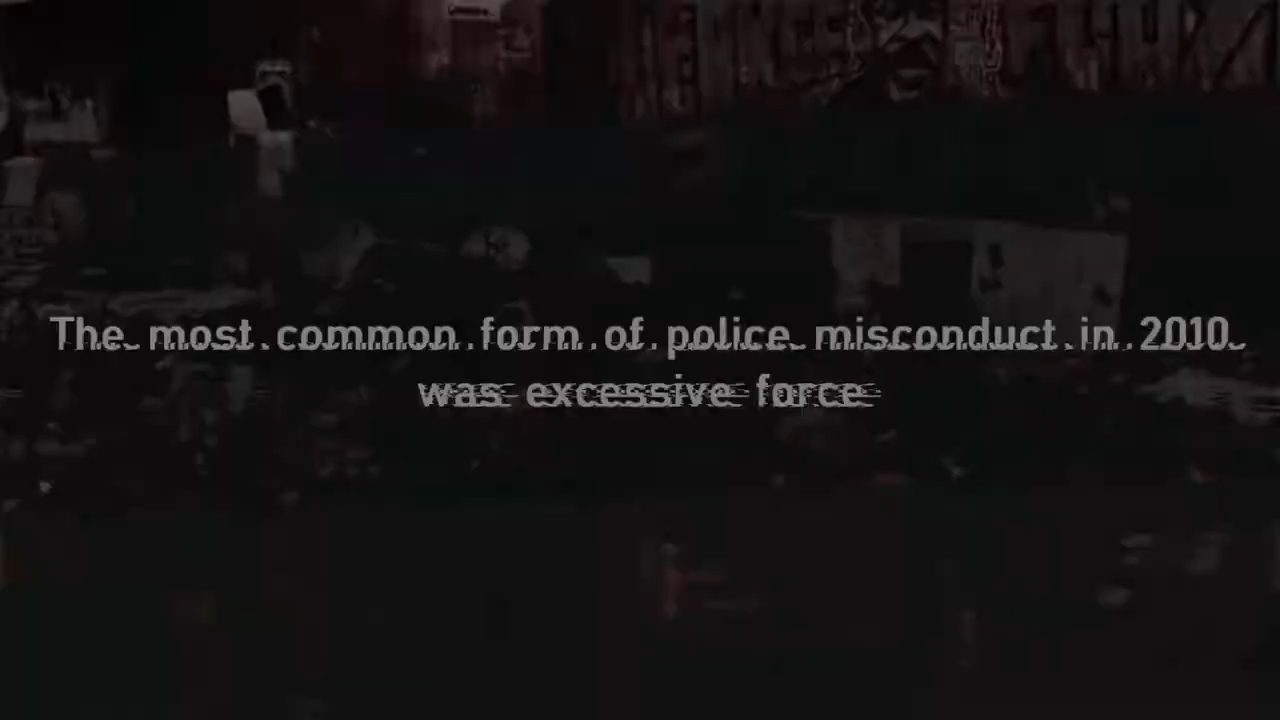 The most common form of police misconduct in 2010
was excessive force